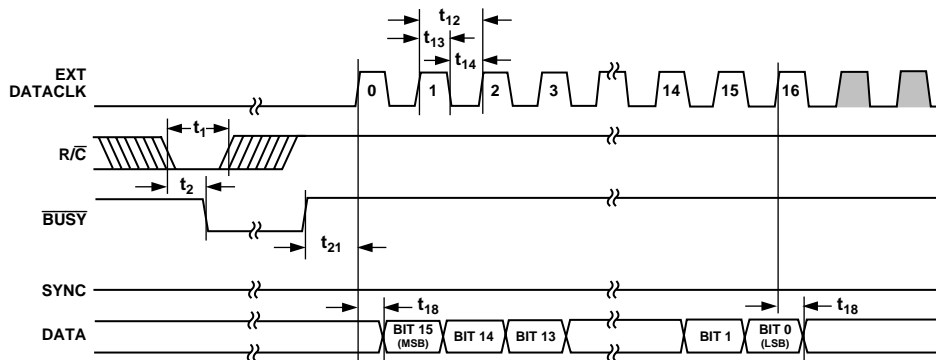 t12
t13
t14
EXT
DATACLK
0
1
2
3
14
15
16
t1
R/C̅
t2
B̅U̅S̅Y̅
t21
SYNC
t18
t18
DATA
BIT 15
(MSB)
BIT 14
BIT 13
BIT 1
BIT 0
(LSB)